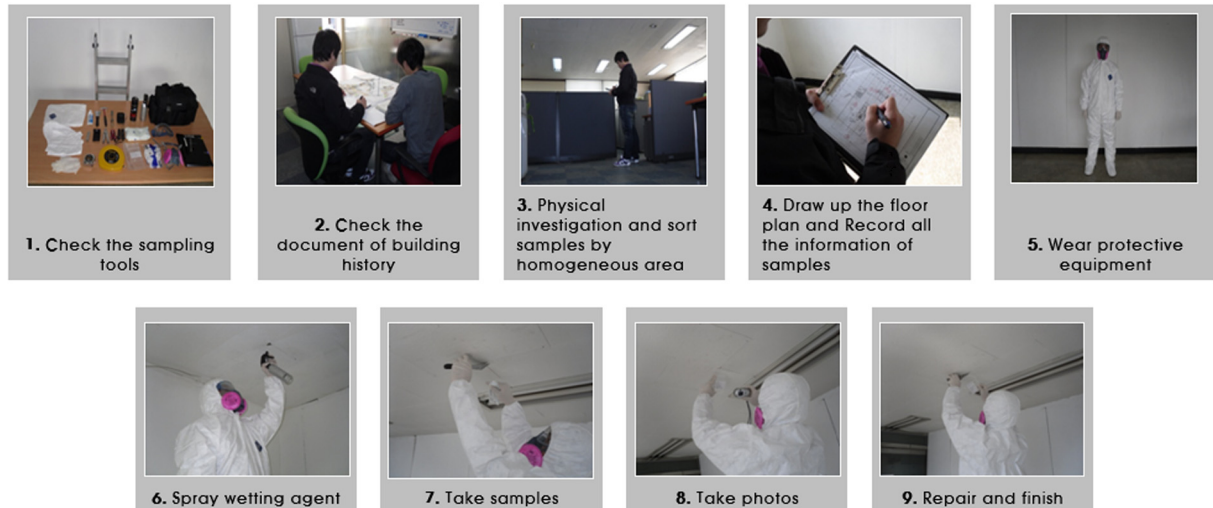 1. Check the sampling
tools
2. Check the
document of building
history
3. Physical
investigation and sort
samples by
homogeneous area
4. Draw up the floor
plan and Record all
the information of
samples
5. Wear protective
equipment
6. Spray wetting agent
7. Take samples
8. Take photos
9. Repair and finish